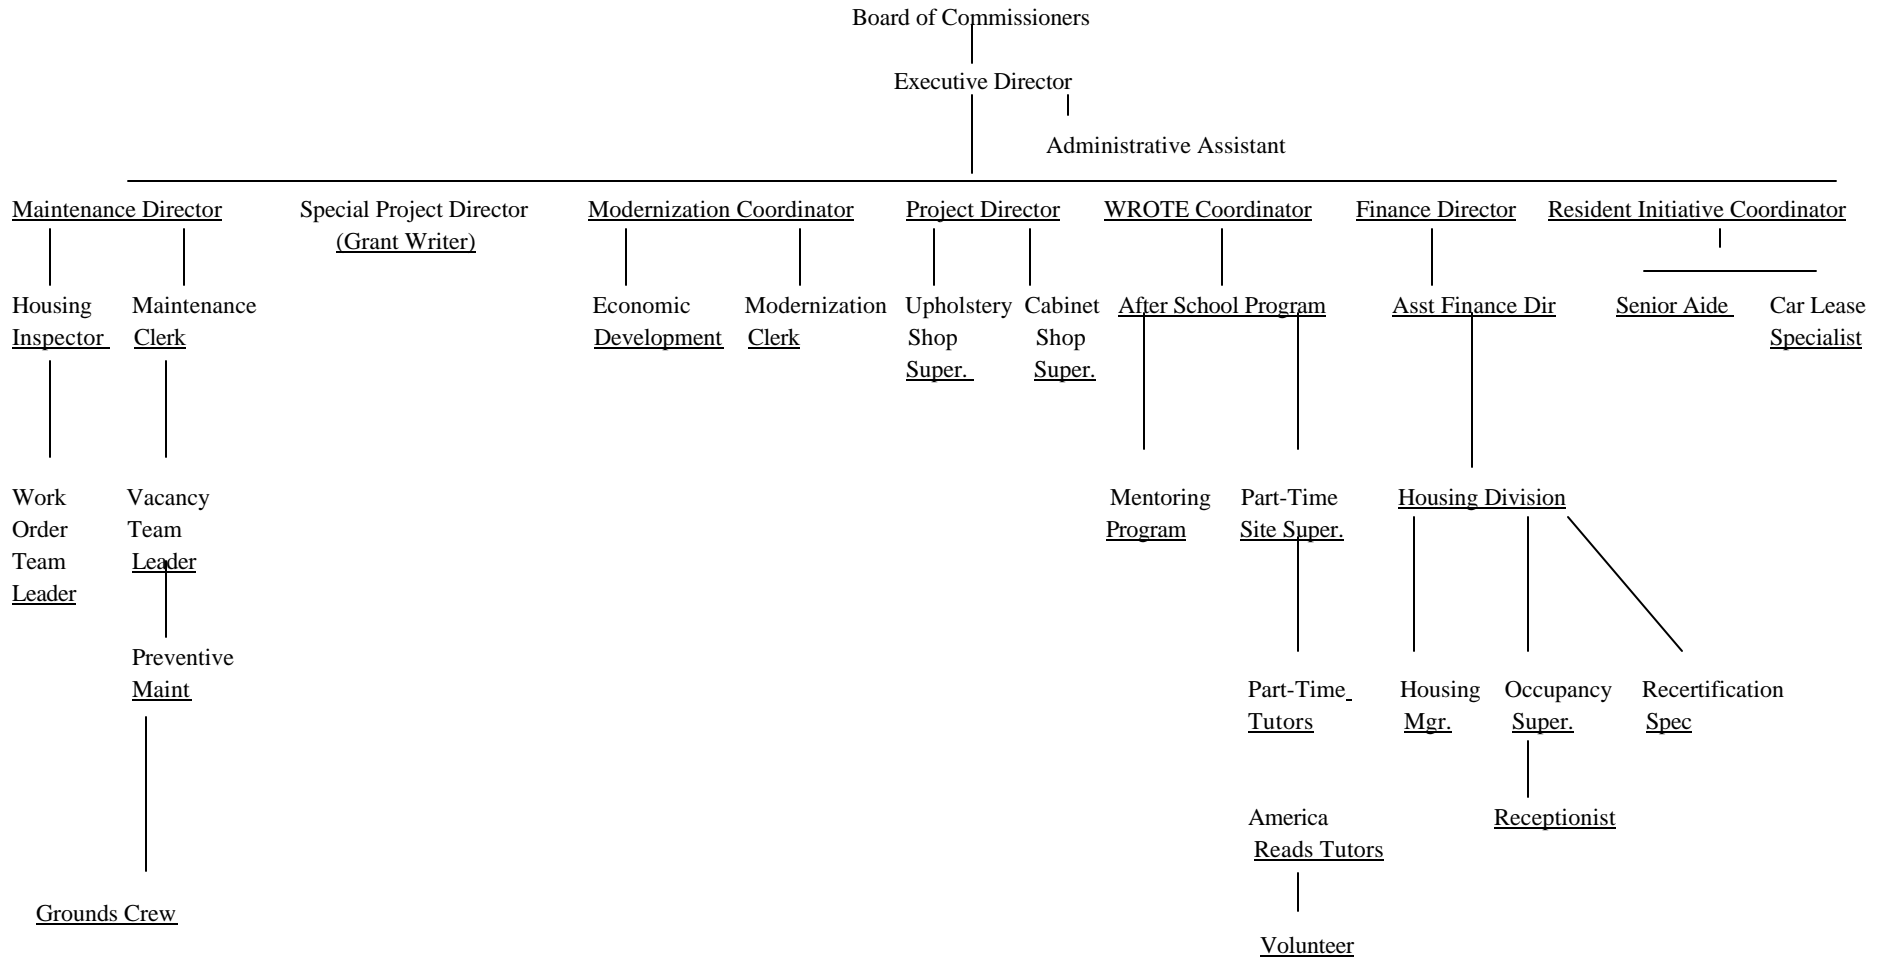 Board of Commissioners
Executive Director
Administrative Assistant
Maintenance Director
Special Project Director
(Grant Writer)
Modernization Coordinator
Project Director
WROTE Coordinator
Finance Director
Resident Initiative Coordinator
Housing
Inspector
Maintenance
Clerk
Economic
Development
Modernization
Clerk
Upholstery
Shop
Super.
Cabinet
Shop
Super.
After School Program
Asst Finance Dir
Senior Aide
Car Lease
Specialist
Work
Order
Team
Leader
Vacancy
Team
Leader
Mentoring
Program
Part-Time
Site Super.
Housing Division
Preventive
Maint
Part-Time
Tutors
Housing
Mgr.
Occupancy
Super.
Recertification
Spec
America
Reads Tutors
Receptionist
Grounds Crew
Volunteer